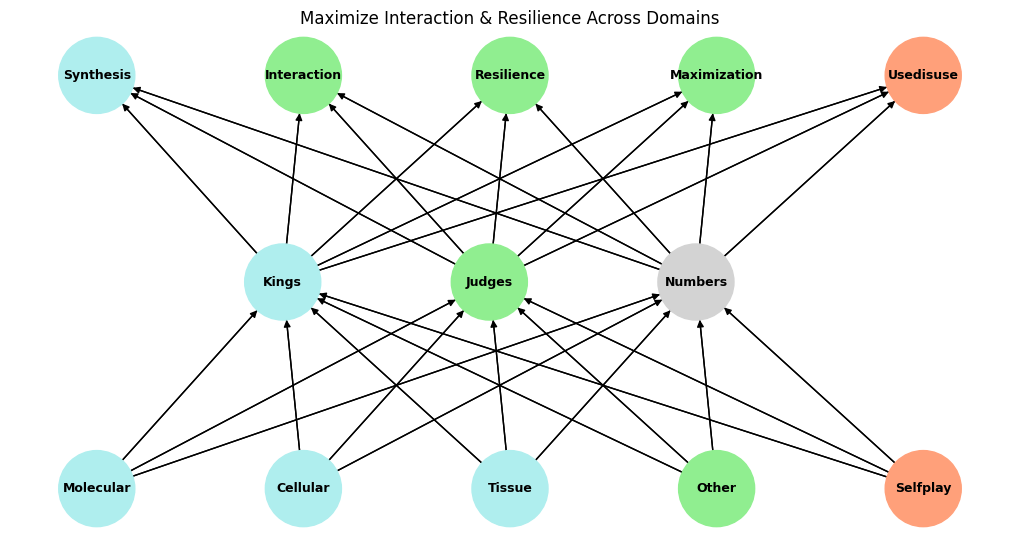 Maximize Interaction & Resilience Across Domains
Synthesis
Interaction
Resilience
Maximization
Usedisuse
Kings
Judges
Numbers
Molecular
Cellular
Tissue
Other
Selfplay